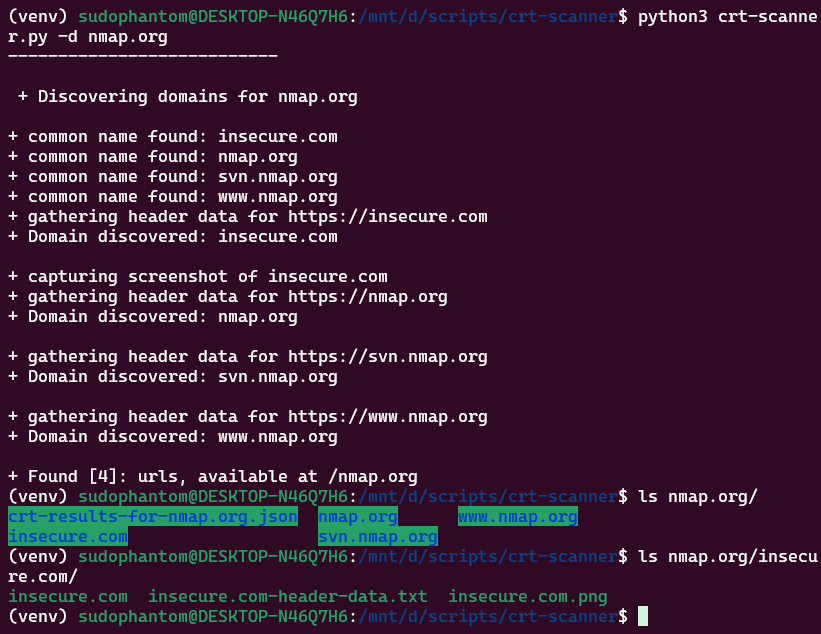 (venv) sudophantom@DESKTOP-N46Q7H6:/mnt/d/scripts/crt-scanner$ python3 crt-scanne
r.py -d nmap.org
---------------------------
+ Discovering domains for nmap.org
+ common name found: insecure.com
+ common name found: nmap.org
+ common name found: svn.nmap.org
+ common name found: www.nmap.org
+ gathering header data for https://insecure.com
+ Domain discovered: insecure.com
+ capturing screenshot of insecure.com
+ gathering header data for https://nmap.org
+ Domain discovered: nmap.org
+ gathering header data for https://svn.nmap.org
+ Domain discovered: svn.nmap.org
+ gathering header data for https://www.nmap.org
+ Domain discovered: www.nmap.org
+ Found [4]: urls, available at /nmap.org
(venv) sudophantom@DESKTOP-N46Q7H6:/mnt/d/scripts/crt-scanner$ ls nmap.org/
crt-results-for-nmap.org.json  nmap.org      www.nmap.org
insecure.com                   svn.nmap.org
(venv) sudophantom@DESKTOP-N46Q7H6:/mnt/d/scripts/crt-scanner$ ls nmap.org/insecu
re.com/
insecure.com  insecure.com-header-data.txt  insecure.com.png
(venv) sudophantom@DESKTOP-N46Q7H6:/mnt/d/scripts/crt-scanner$